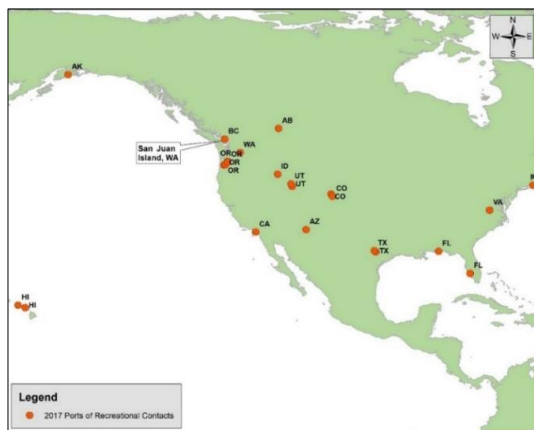 N
W E
S
AK
AB
BC
San Juan
Island, WA
WA
OR
OR
OR
ID
UT
UT
CO
CO
VA
CA
AZ
TX
TX
FL
FL
HI
HI
Legend
2017 Ports of Recreational Contacts